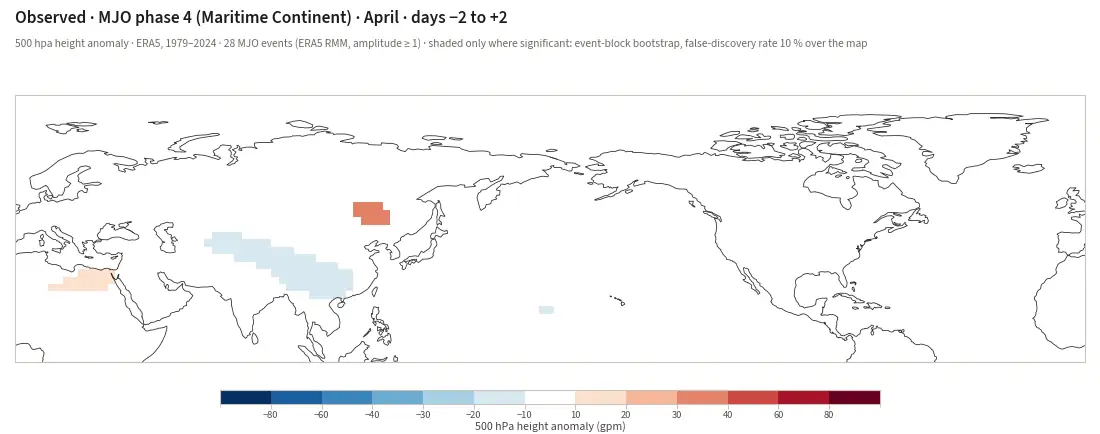 Observed · MJO phase 4 (Maritime Continent) · April · days −2 to +2
500 hpa height anomaly · ERA5, 1979–2024 · 28 MJO events (ERA5 RMM, amplitude ≥ 1) · shaded only where significant: event-block bootstrap, false-discovery rate 10 % over the map
−80 −60 −40 −30 −20 −10 10 20 30 40 60 80
500 hPa height anomaly (gpm)